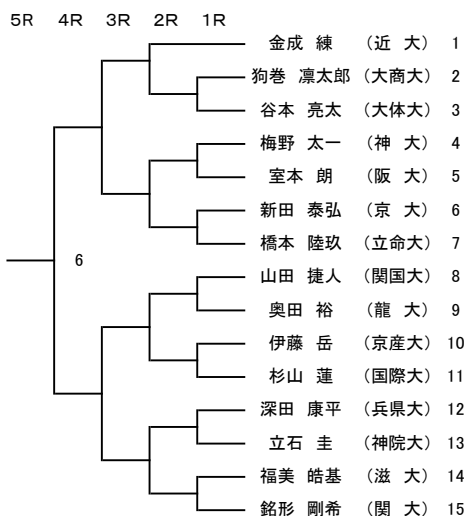 5R 4R 3R 2R 1R
金成 練 (近 大) 1
狗巻 凛太郎 (大商大) 2
谷本 亮太 (大体大) 3
梅野 太一 (神 大) 4
室本 朗 (阪 大) 5
新田 泰弘 (京 大) 6
橋本 陸玖 (立命大) 7
6
山田 捷人 (関国大) 8
奥田 裕 (龍 大) 9
伊藤 岳 (京産大) 10
杉山 蓮 (国際大) 11
深田 康平 (兵県大) 12
立石 圭 (神院大) 13
福美 皓基 (滋 大) 14
銘形 剛希 (関 大) 15